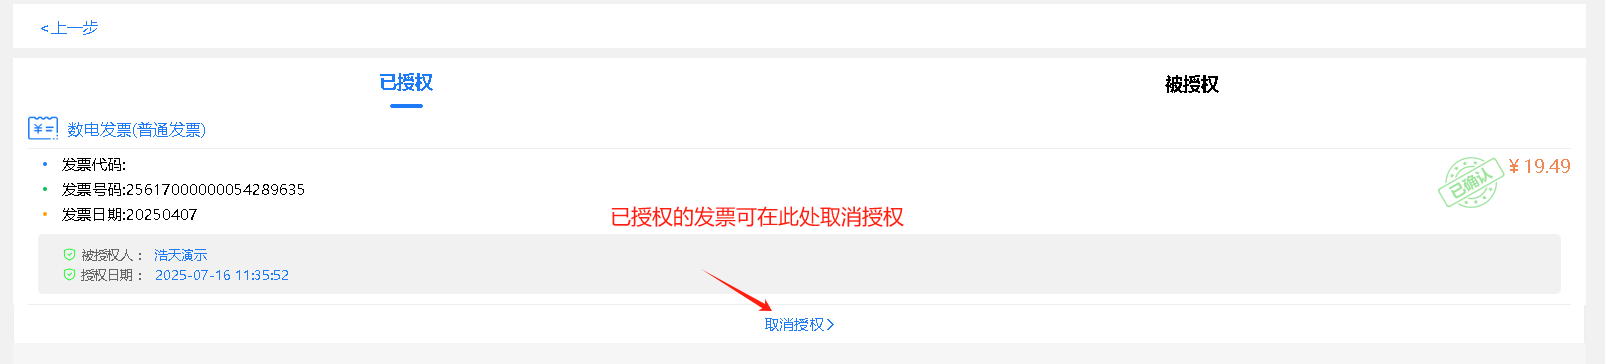 <上一步
已授权 被授权
数电发票(普通发票)
发票代码:
发票号码:25617000000054289635
发票日期:20250407
已确认
¥19.49
已授权的发票可在此处取消授权
被授权人： 浩天演示
授权日期： 2025-07-16 11:35:52
取消授权>